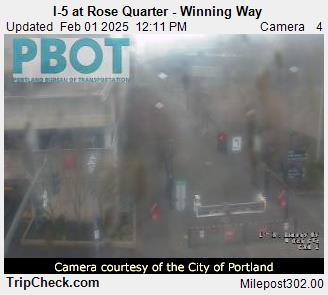 I-5 at Rose Quarter - Winning Way
Updated Feb 01 2025 12:11 PM Camera 4
PBOT
PORTLAND BUREAU OF TRANSPORTATION
Camera courtesy of the City of Portland
TripCheck.com Milepost302.00